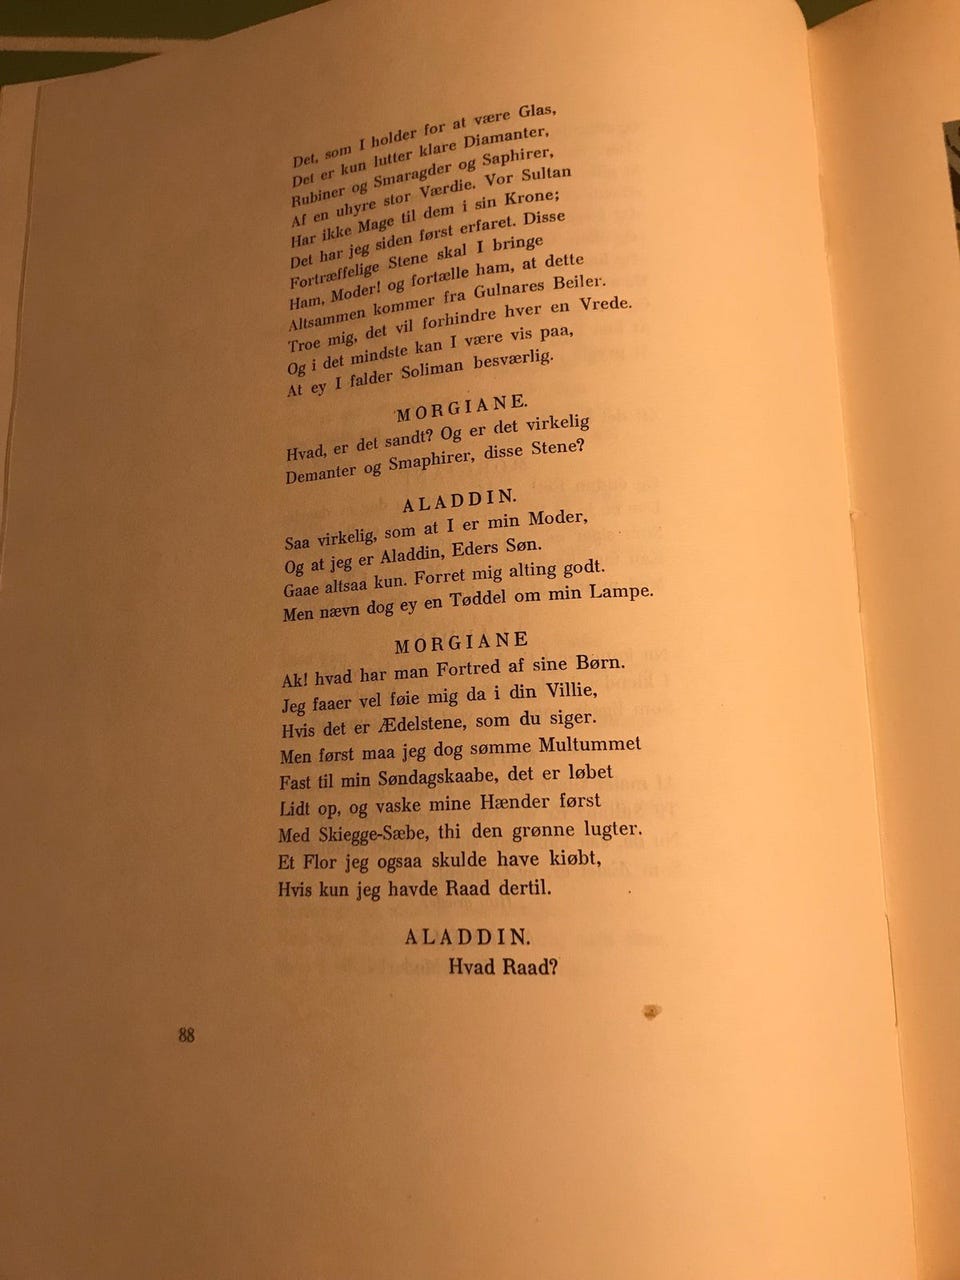 Det, som I holder for at være Glas,
Det er kun lutter klare Diamanter,
Rubiner og Smaragder og Saphirer,
Af en uhyre stor Værdie. Vor Sultan
Har ikke Mage til dem i sin Krone;
Det har jeg siden først erfaret. Disse
Fortræffelige Stene skal I bringe
Ham, Moder! og fortælle ham, at dette
Altsammen kommer fra Gulnares Beiler.
Troe mig, det vil forhindre hver en Vrede.
Og i det mindste kan I være vis paa,
At ey I falder Soliman besværlig.
MORGIANE.
Hvad, er det sandt? Og er det virkelig
Demanter og Smaphirer, disse Stene?
ALADDIN.
Saa virkelig, som at I er min Moder,
Og at jeg er Aladdin, Eders Søn.
Gaae altsaa kun. Forret mig alting godt.
Men nævn dog ey en Tøddel om min Lampe.
MORGIANE
Ak! hvad har man Fortred af sine Børn.
Jeg faaer vel føie mig da i din Villie,
Hvis det er Ædelstene, som du siger.
Men først maa jeg dog sømme Multummet
Fast til min Søndagskaabe, det er løbet
Lidt op, og vaske mine Hænder først
Med Skiegge-Sæbe, thi den grønne lugter.
Et Flor jeg ogsaa skulde have kiøbt,
Hvis kun jeg havde Raad dertil.
ALADDIN.
Hvad Raad?
88